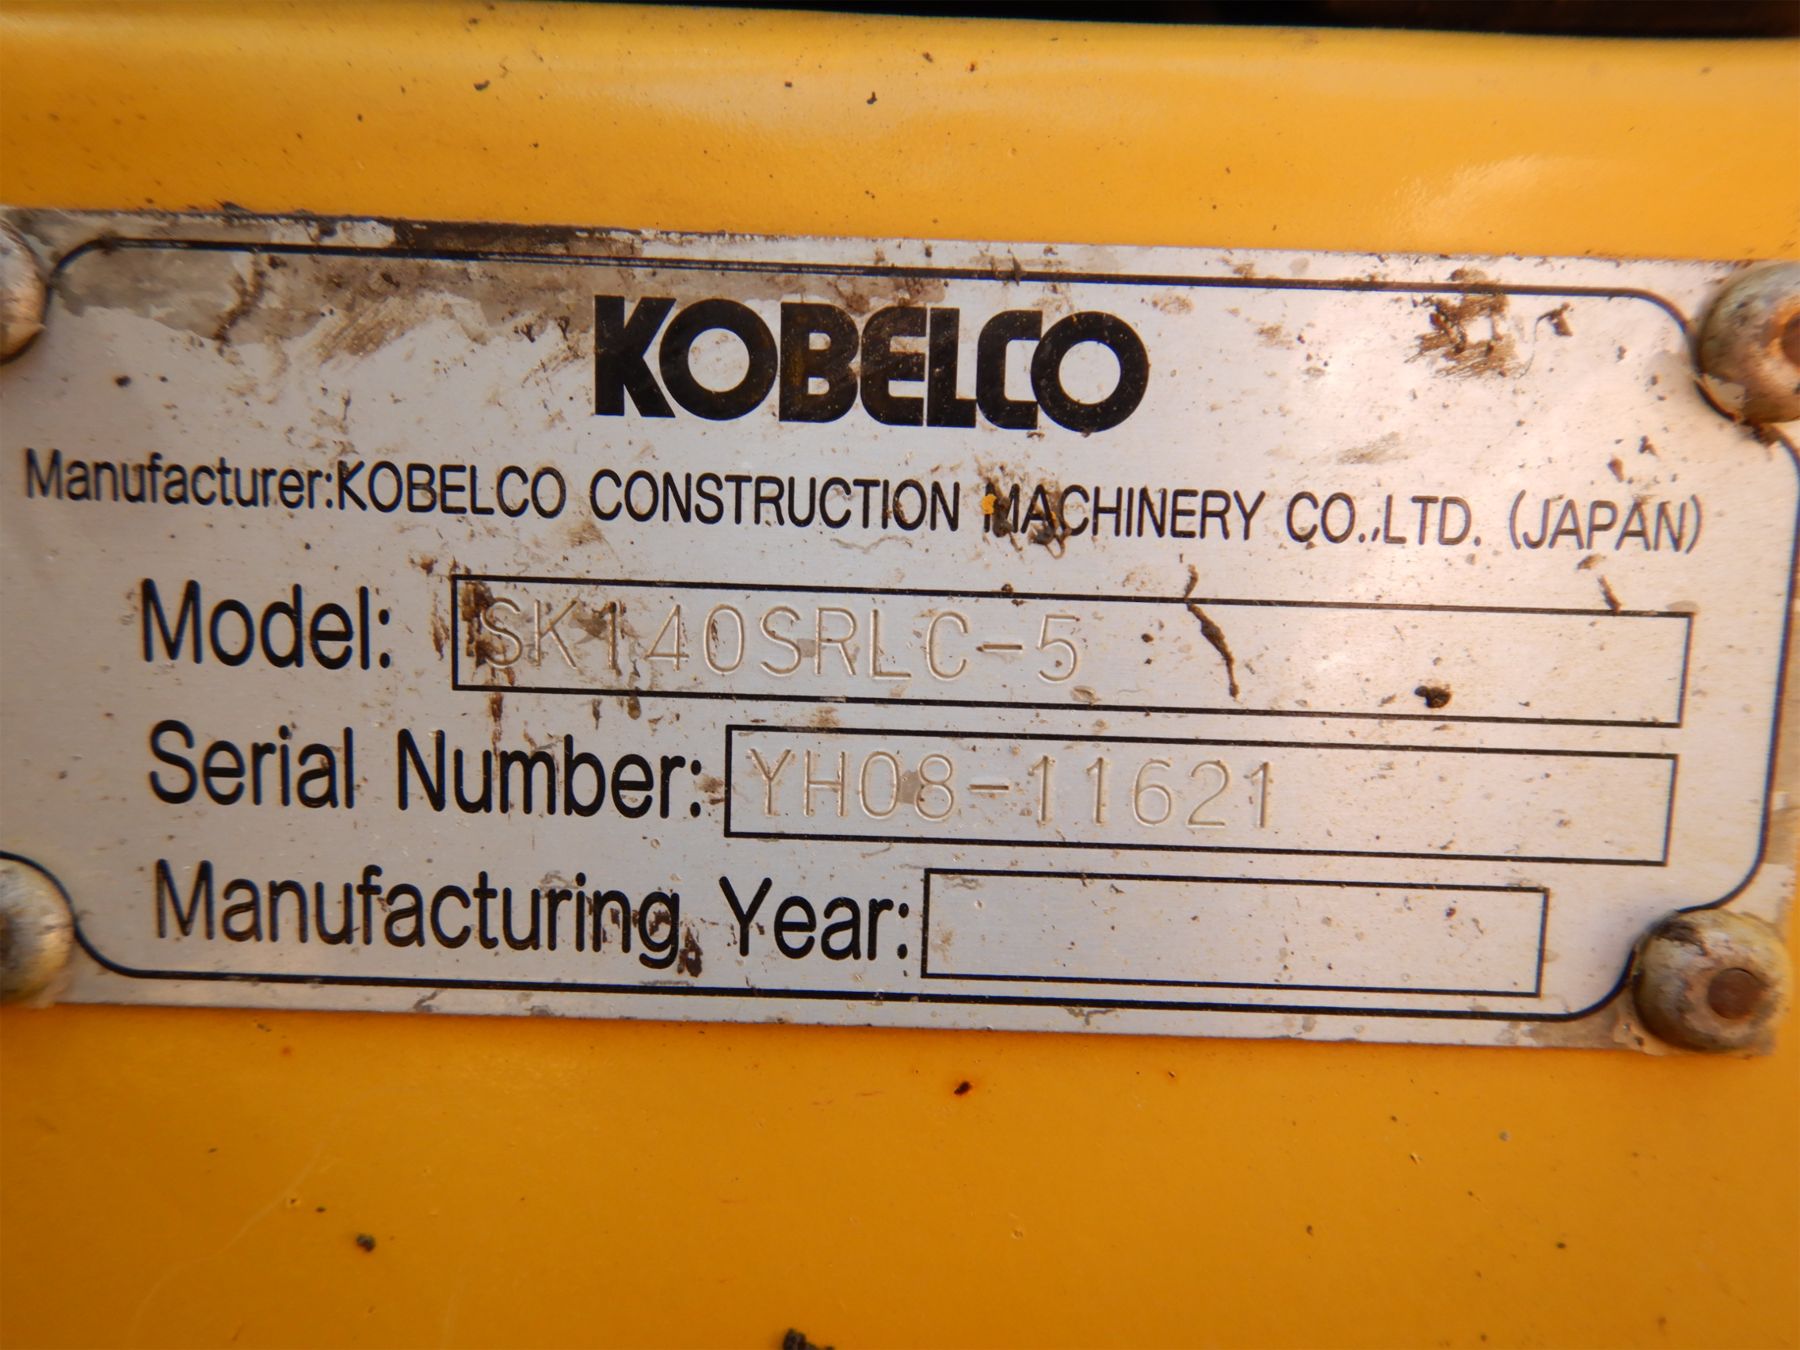 KOBELCO
Manufacturer:KOBELCO CONSTRUCTION MACHINERY CO.,LTD. (JAPAN)
Model: SK140SRLC-5
Serial Number: YH08-11621
Manufacturing Year: